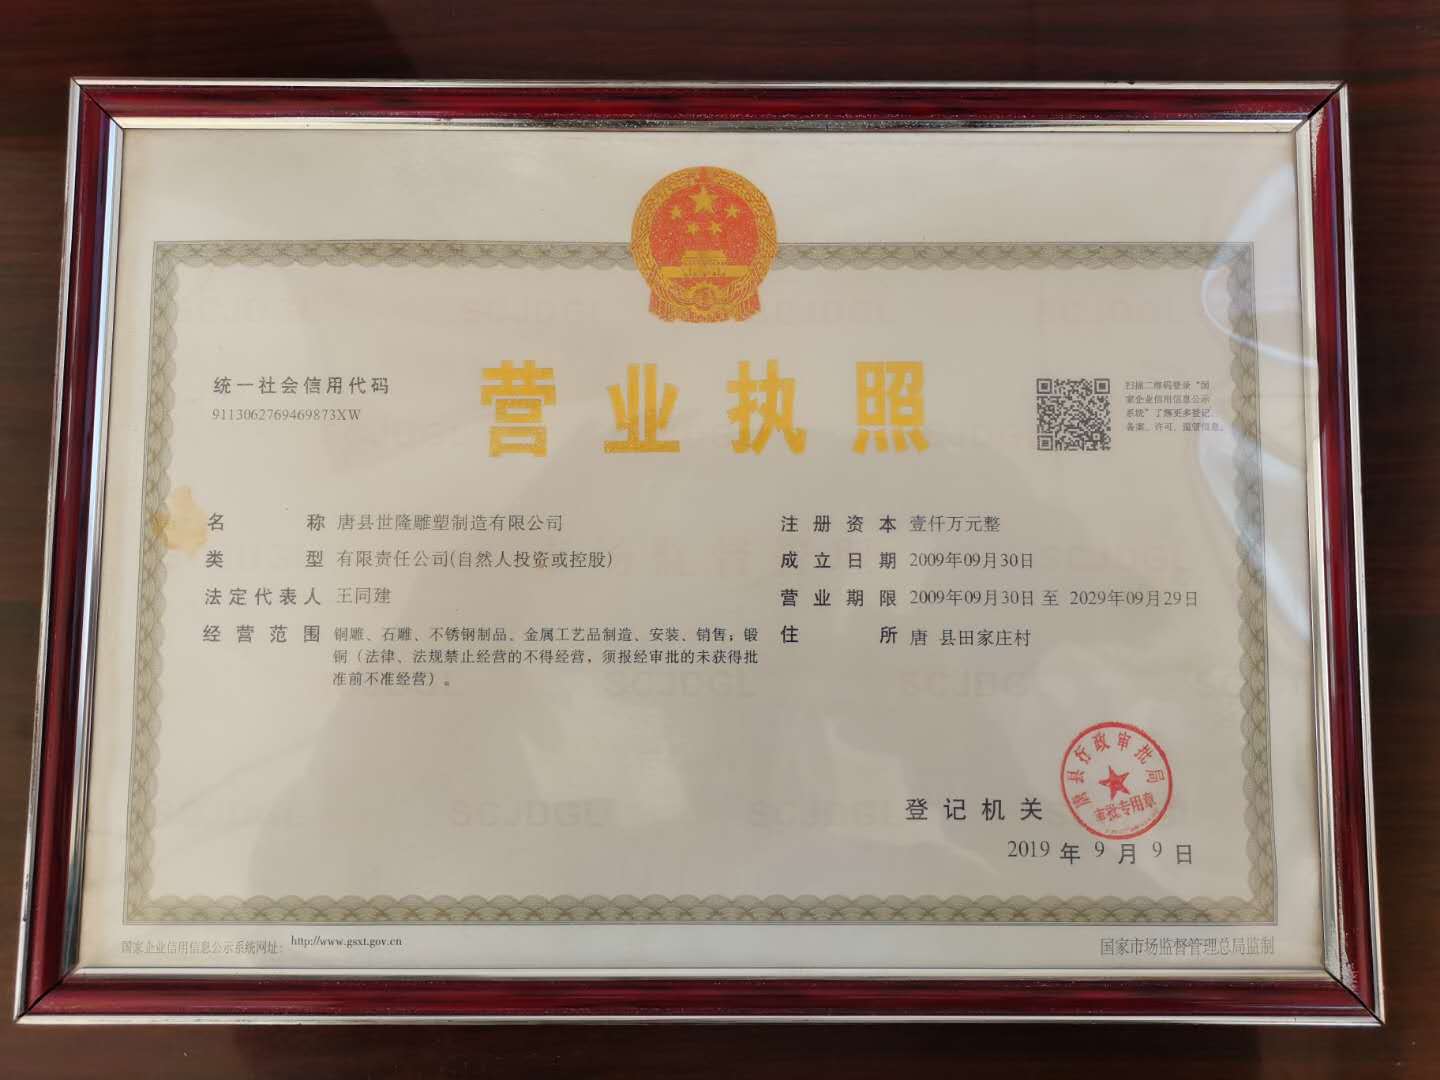 统一社会信用代码
9113062769469873XW
营业执照
扫描二维码登录“国
家企业信用信息公示
系统”了解更多登记、
备案、许可、监管信息。
名称 唐县世隆雕塑制造有限公司
类型 有限责任公司(自然人投资或控股)
法定代表人 王同建
经营范围 铜雕、石雕、不锈钢制品、金属工艺品制造、安装、销售；锻
铜（法律、法规禁止经营的不得经营，须报经审批的未获得批
准前不准经营）。
注册资本 壹仟万元整
成立日期 2009年09月30日
营业期限 2009年09月30日 至 2029年09月29日
住所 唐 县田家庄村
登记机关
唐县行政审批局
审批专用章
2019 年 9 月 9 日
国家企业信用信息公示系统网址： http://www.gsxt.gov.cn
国家市场监督管理总局监制